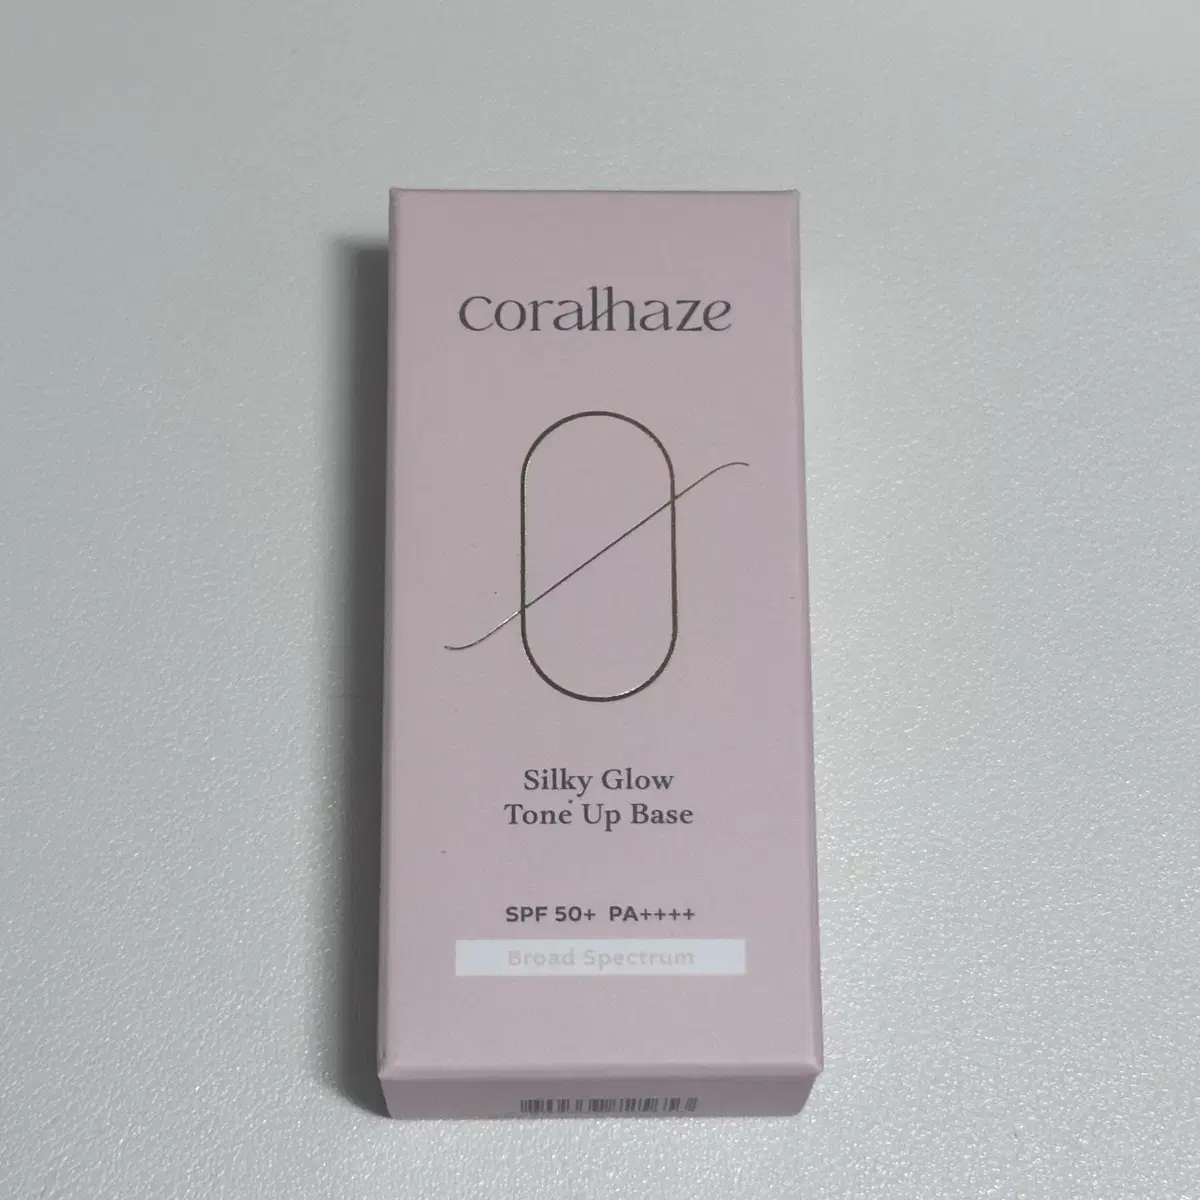 coralhaze
Silky Glow
Tone Up Base
SPF 50+ PA++++
Broad Spectrum